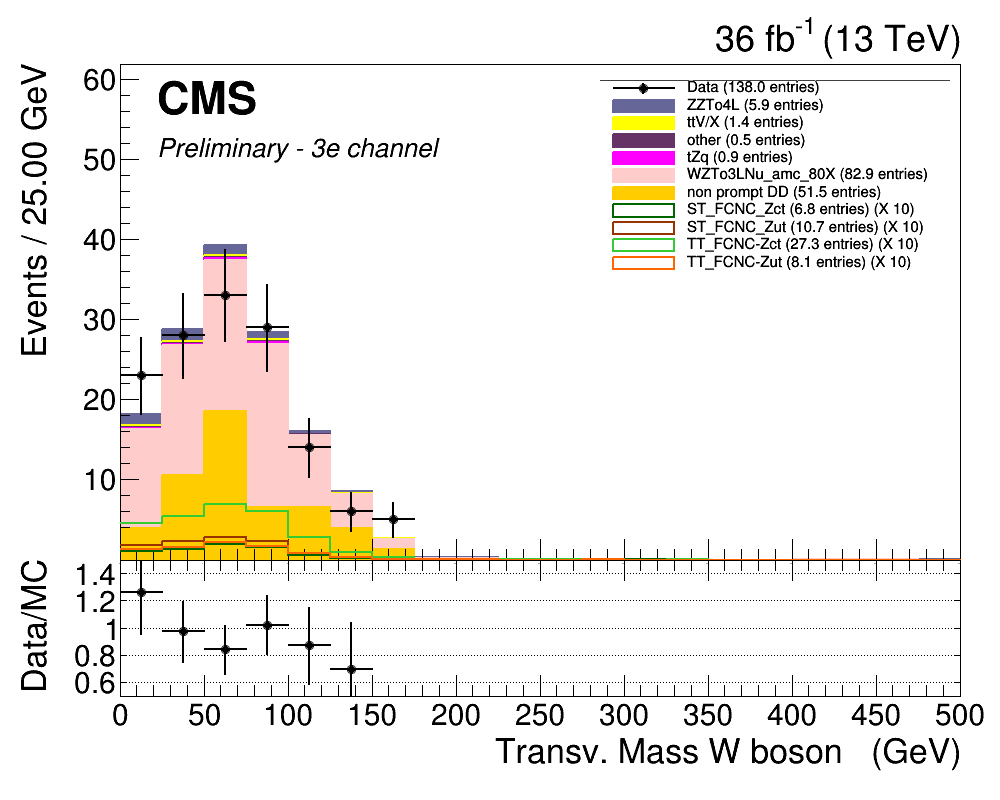 36 fb-1 (13 TeV)
CMS
Preliminary - 3e channel
Data (138.0 entries)
ZZTo4L (5.9 entries)
ttV/X (1.4 entries)
other (0.5 entries)
tZq (0.9 entries)
WZTo3LNu_amc_80X (82.9 entries)
non prompt DD (51.5 entries)
ST_FCNC_Zct (6.8 entries) (X 10)
ST_FCNC_Zut (10.7 entries) (X 10)
TT_FCNC-Zct (27.3 entries) (X 10)
TT_FCNC-Zut (8.1 entries) (X 10)
Events / 25.00 GeV
60
50
40
30
20
10
Data/MC
1.4
1.2
1
0.8
0.6
0 50 100 150 200 250 300 350 400 450 500
Transv. Mass W boson (GeV)